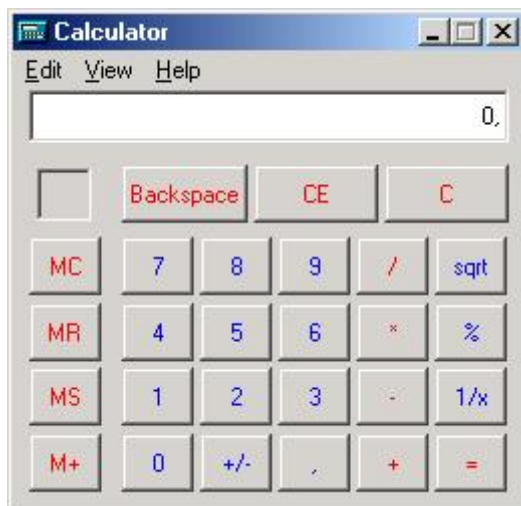 Calculator
Edit View Help
0,
Backspace CE C
MC 7 8 9 / sqrt
MR 4 5 6 * %
MS 1 2 3 - 1/x
M+ 0 +/- , + =